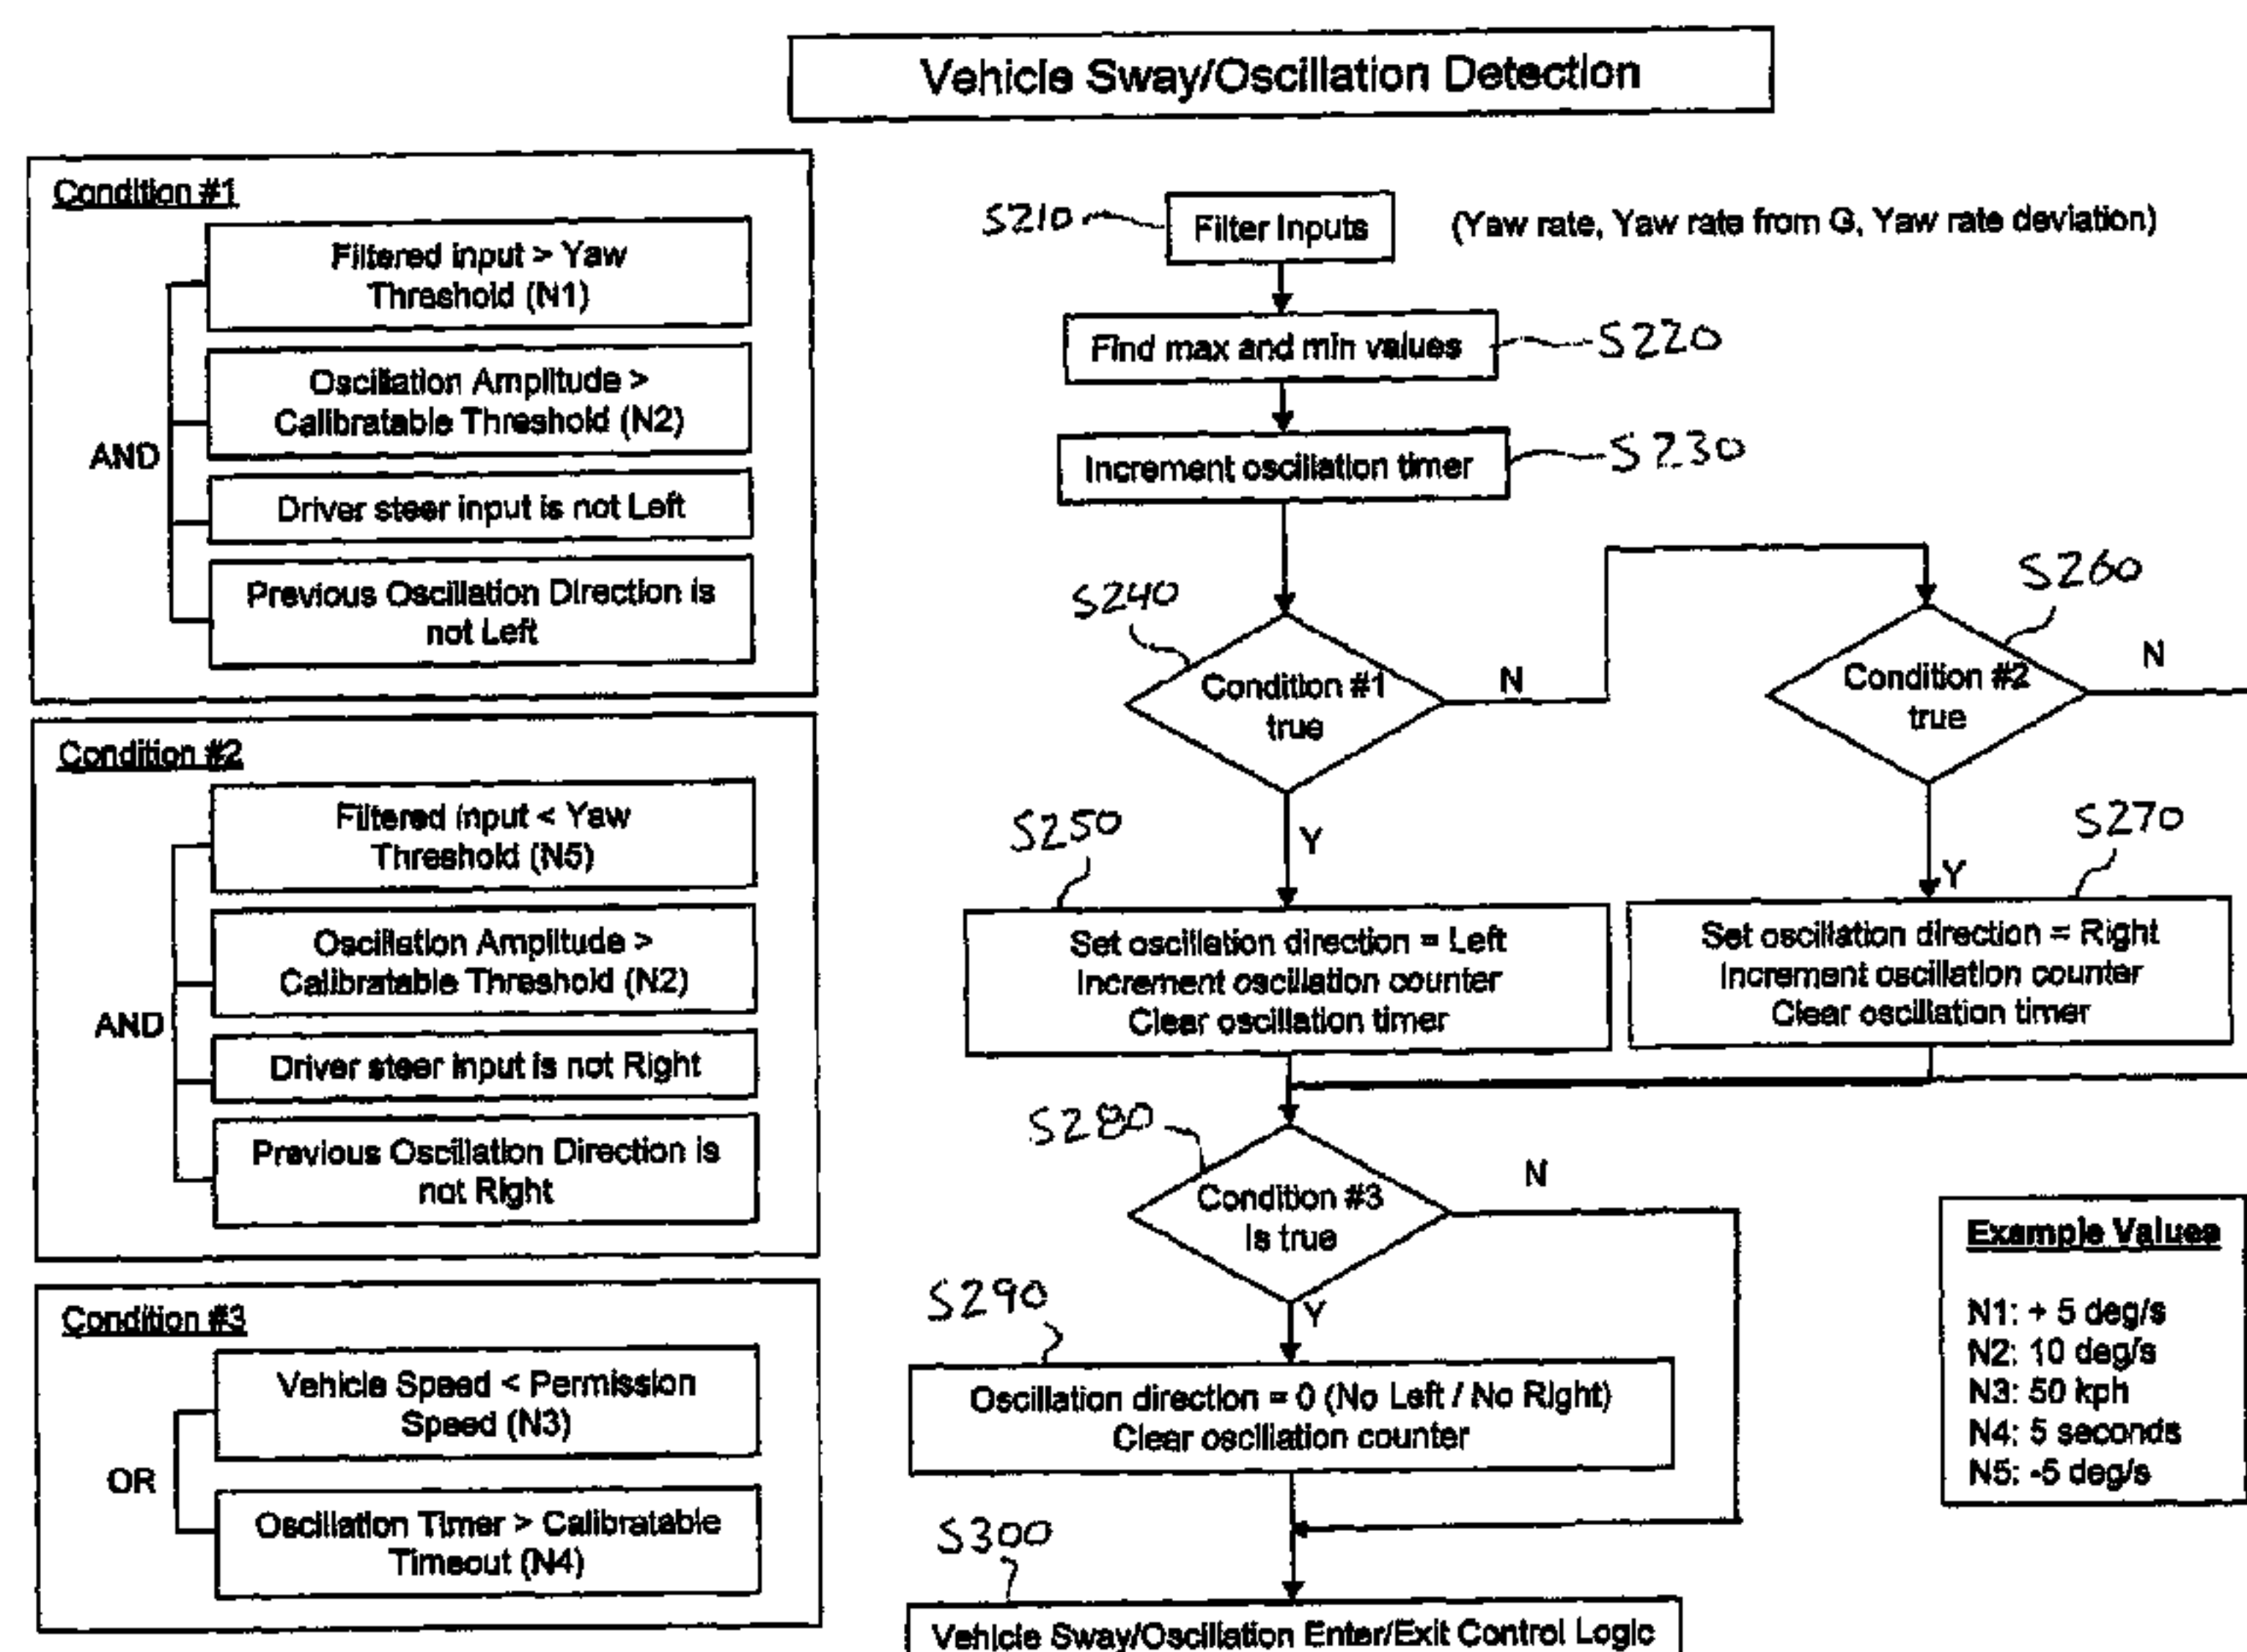 Vehicle Sway/Oscillation Detection
Condition #1
Filtered input > Yaw
Threshold (N1)
Oscillation Amplitude >
Calibratable Threshold (N2)
AND
Driver steer input is not Left
Previous Oscillation Direction is
not Left
Condition #2
Filtered input < Yaw
Threshold (N5)
Oscillation Amplitude >
Calibratable Threshold (N2)
AND
Driver steer input is not Right
Previous Oscillation Direction is
not Right
Condition #3
Vehicle Speed < Permission
Speed (N3)
OR
Oscillation Timer > Calibratable
Timeout (N4)
S210
Filter Inputs
(Yaw rate, Yaw rate from G, Yaw rate deviation)
Find max and min values
S220
Increment oscillation timer
S230
S240
Condition #1
true
N
Y
S260
Condition #2
true
N
Y
S250
Set oscillation direction = Left
Increment oscillation counter
Clear oscillation timer
S270
Set oscillation direction = Right
Increment oscillation counter
Clear oscillation timer
S280
Condition #3
Is true
N
Y
S290
Oscillation direction = 0 (No Left / No Right)
Clear oscillation counter
S300
Vehicle Sway/Oscillation Enter/Exit Control Logic
Example Values
N1: + 5 deg/s
N2: 10 deg/s
N3: 50 kph
N4: 5 seconds
N5: -5 deg/s